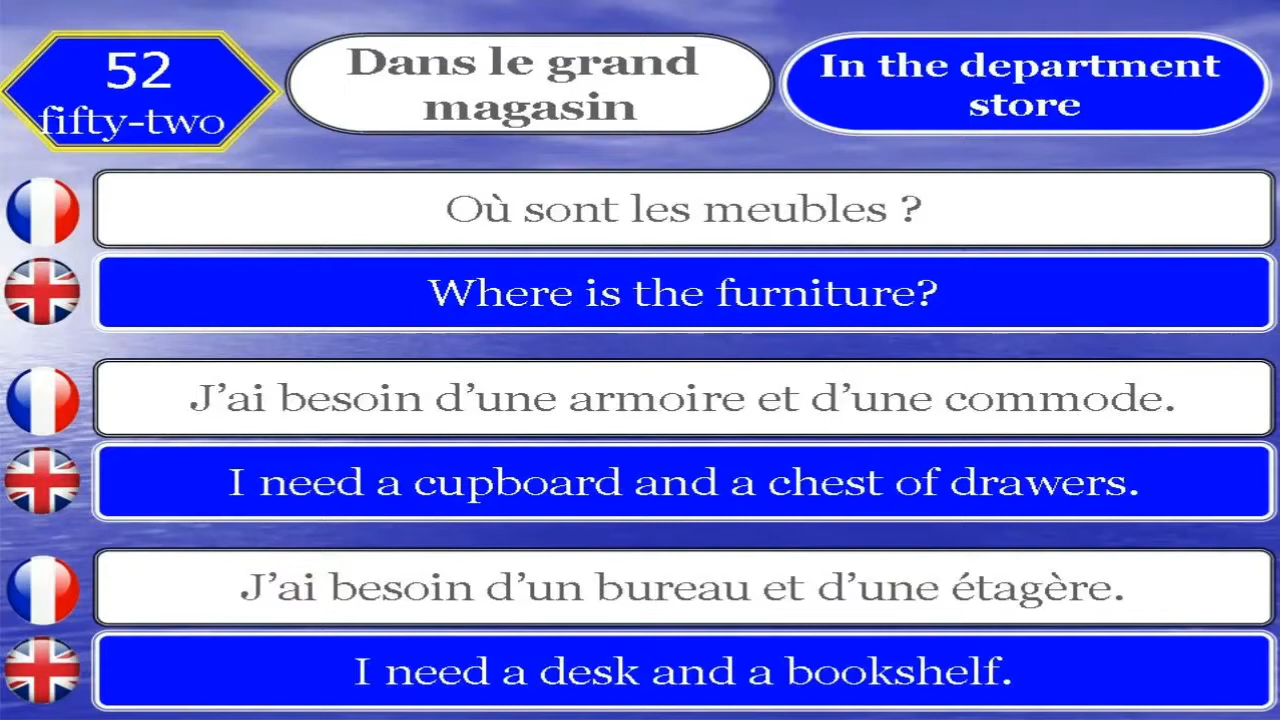 52
fifty-two
Dans le grand
magasin
In the department
store
Où sont les meubles ?
Where is the furniture?
J’ai besoin d’une armoire et d’une commode.
I need a cupboard and a chest of drawers.
J’ai besoin d’un bureau et d’une étagère.
I need a desk and a bookshelf.